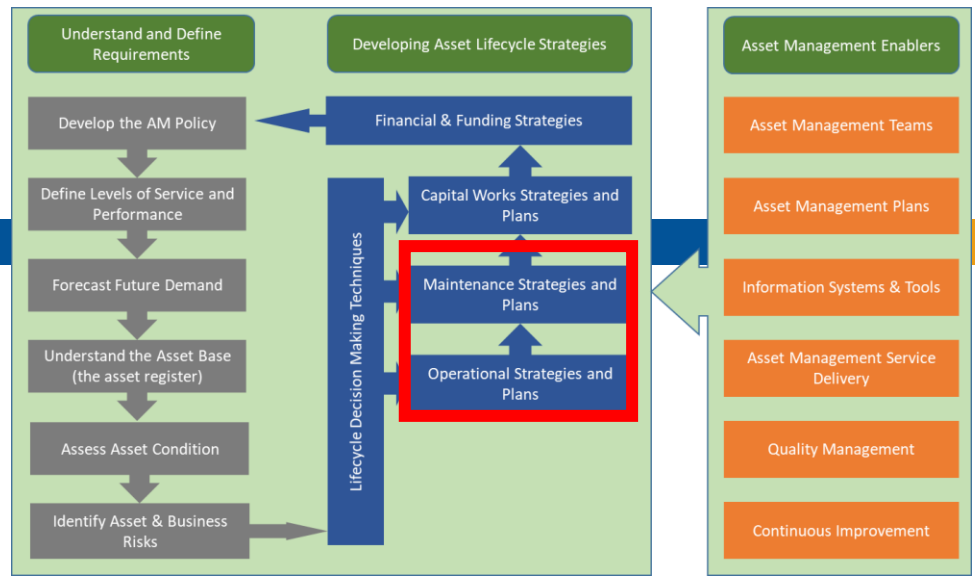 Understand and Define
Requirements
Developing Asset Lifecycle Strategies
Asset Management Enablers
Develop the AM Policy
Define Levels of Service and
Performance
Forecast Future Demand
Understand the Asset Base
(the asset register)
Assess Asset Condition
Identify Asset & Business
Risks
Lifecycle Decision Making Techniques
Financial & Funding Strategies
Capital Works Strategies and
Plans
Maintenance Strategies and
Plans
Operational Strategies and
Plans
Asset Management Teams
Asset Management Plans
Information Systems & Tools
Asset Management Service
Delivery
Quality Management
Continuous Improvement